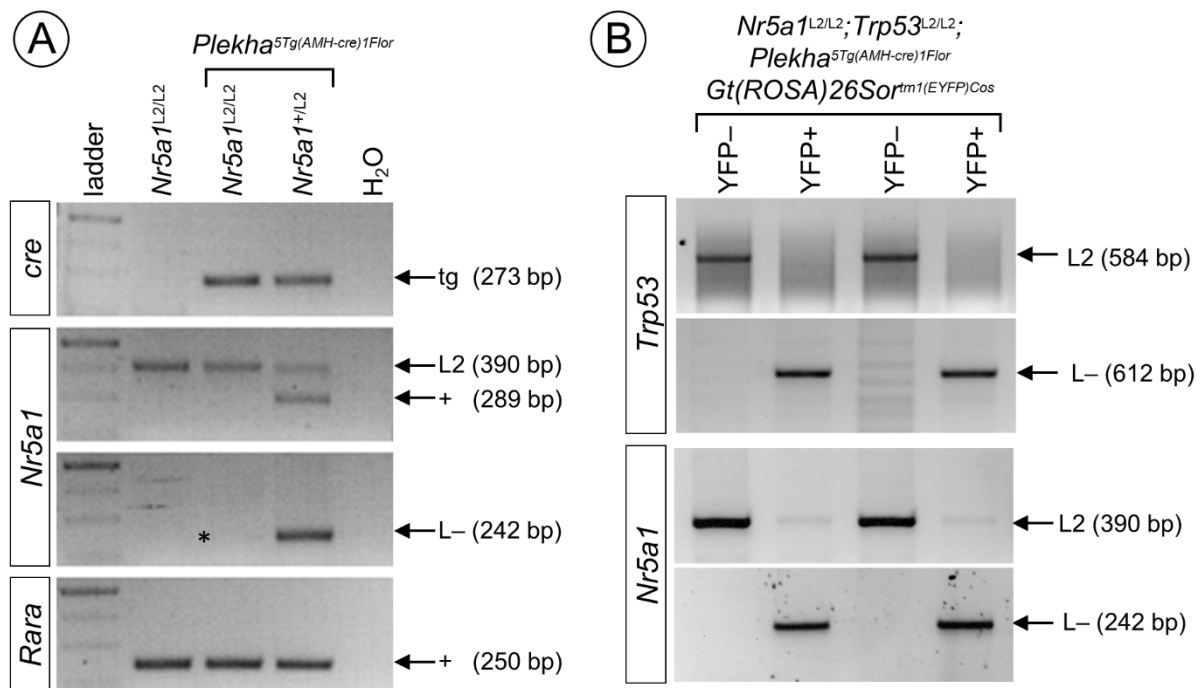 A
Plekha5Tg(AMH-cre)1Flor
ladder
Nr5a1L2/L2
Nr5a1L2/L2
Nr5a1+/L2
H2O
cre
tg (273 bp)
Nr5a1
L2 (390 bp)
+ (289 bp)
*
L– (242 bp)
Rara
+ (250 bp)
B
Nr5a1L2/L2;Trp53L2/L2;
Plekha5Tg(AMH-cre)1Flor
Gt(ROSA)26Sortm1(EYFP)Cos
YFP–
YFP+
YFP–
YFP+
Trp53
L2 (584 bp)
L– (612 bp)
Nr5a1
L2 (390 bp)
L– (242 bp)